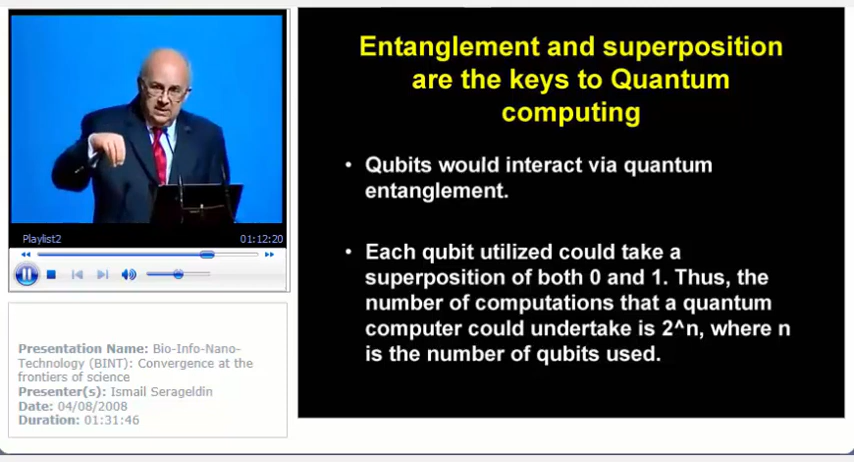 Entanglement and superposition
are the keys to Quantum
computing
• Qubits would interact via quantum
entanglement.
• Each qubit utilized could take a
superposition of both 0 and 1. Thus, the
number of computations that a quantum
computer could undertake is 2^n, where n
is the number of qubits used.
Playlist2 01:12:20
Presentation Name: Bio-Info-Nano-
Technology (BINT): Convergence at the
frontiers of science
Presenter(s): Ismail Serageldin
Date: 04/08/2008
Duration: 01:31:46